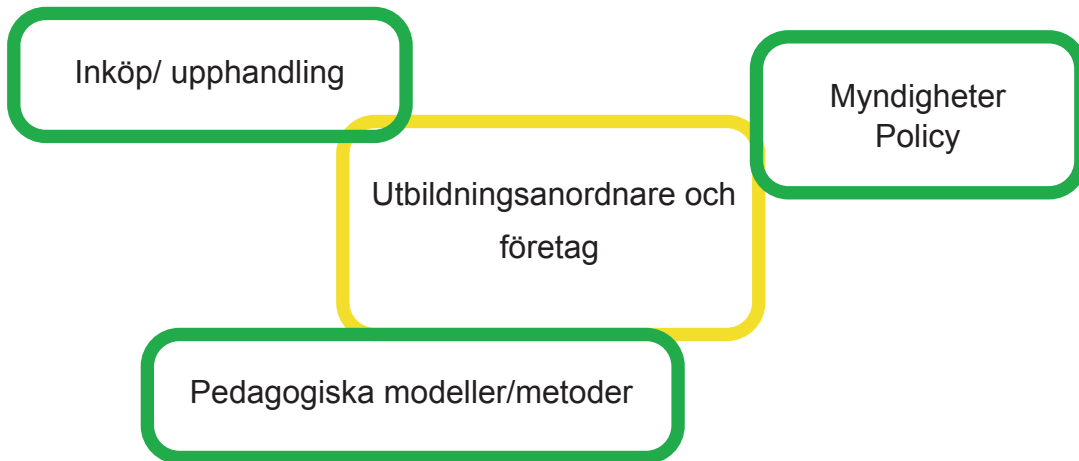 Inköp/ upphandling
Myndigheter
Policy
Utbildningsanordnare och
företag
Pedagogiska modeller/metoder